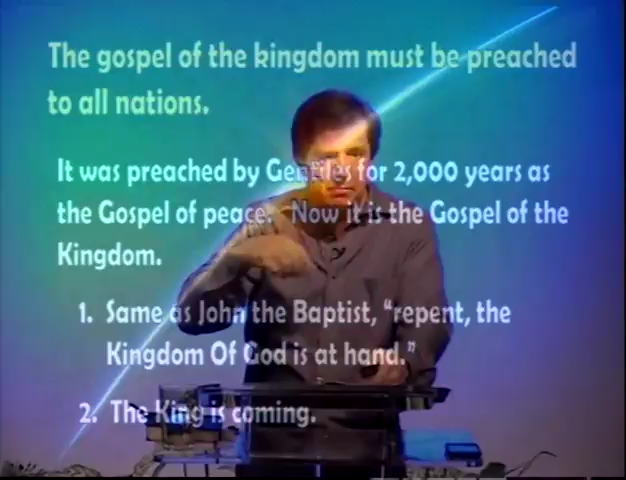 The gospel of the kingdom must be preached
to all nations.
It was preached by Gentiles for 2,000 years as
the Gospel of peace. Now it is the Gospel of the
Kingdom.
1. Same as John the Baptist, “repent, the
Kingdom Of God is at hand.”
2. The King is coming.